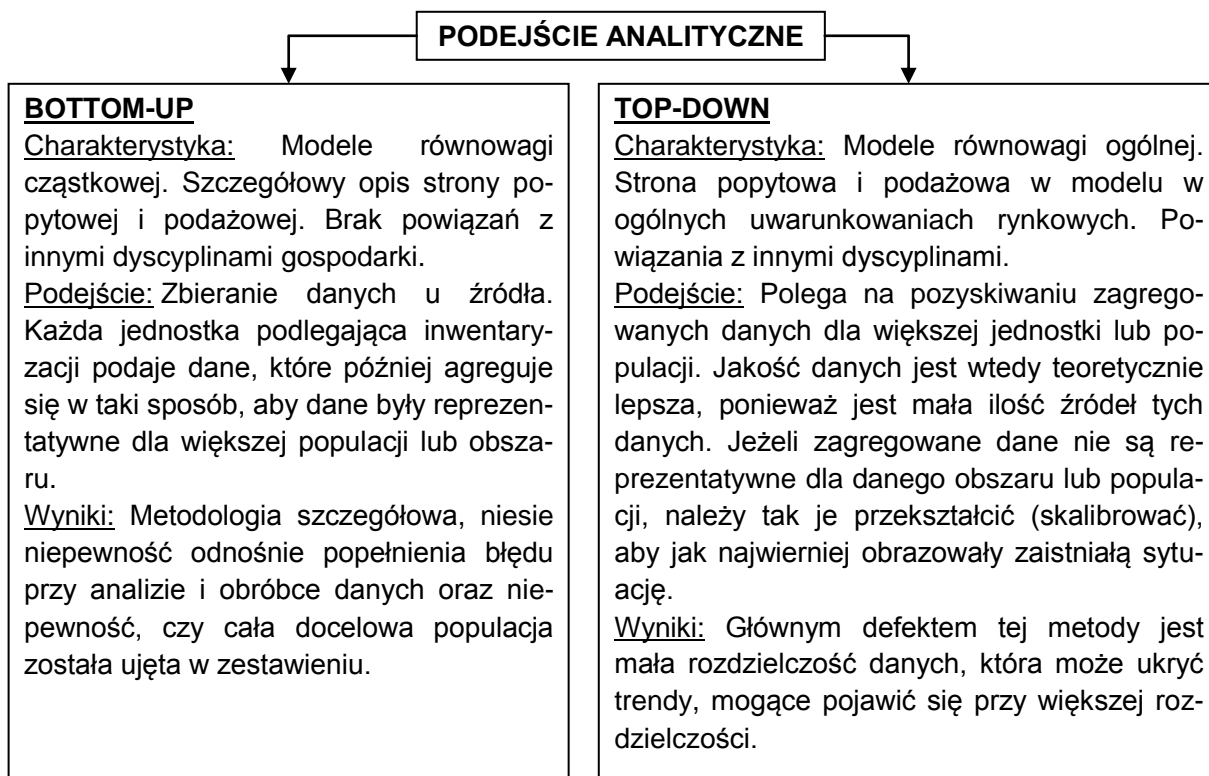 PODEJŚCIE ANALITYCZNE
BOTTOM-UP
Charakterystyka: Modele równowagi
cząstkowej. Szczegółowy opis strony po-
pytowej i podażowej. Brak powiązań z
innymi dyscyplinami gospodarki.
Podejście: Zbieranie danych u źródła.
Każda jednostka podlegająca inwentary-
zacji podaje dane, które później agreguje
się w taki sposób, aby dane były reprezen-
tatywne dla większej populacji lub obsza-
ru.
Wyniki: Metodologia szczegółowa, niesie
niepewność odnośnie popełnienia błędu
przy analizie i obróbce danych oraz nie-
pewność, czy cała docelowa populacja
została ujęta w zestawieniu.
TOP-DOWN
Charakterystyka: Modele równowagi ogólnej.
Strona popytowa i podażowa w modelu w
ogólnych uwarunkowaniach rynkowych. Po-
wiązania z innymi dyscyplinami.
Podejście: Polega na pozyskiwaniu zagrego-
wanych danych dla większej jednostki lub po-
pulacji. Jakość danych jest wtedy teoretycznie
lepsza, ponieważ jest mała ilość źródeł tych
danych. Jeżeli zagregowane dane nie są re-
prezentatywne dla danego obszaru lub popula-
cji, należy tak je przekształcić (skalibrować),
aby jak najwierniej obrazowały zaistniałą sytu-
ację.
Wyniki: Głównym defektem tej metody jest
mała rozdzielczość danych, która może ukryć
trendy, mogące pojawić się przy większej roz-
dzielczości.